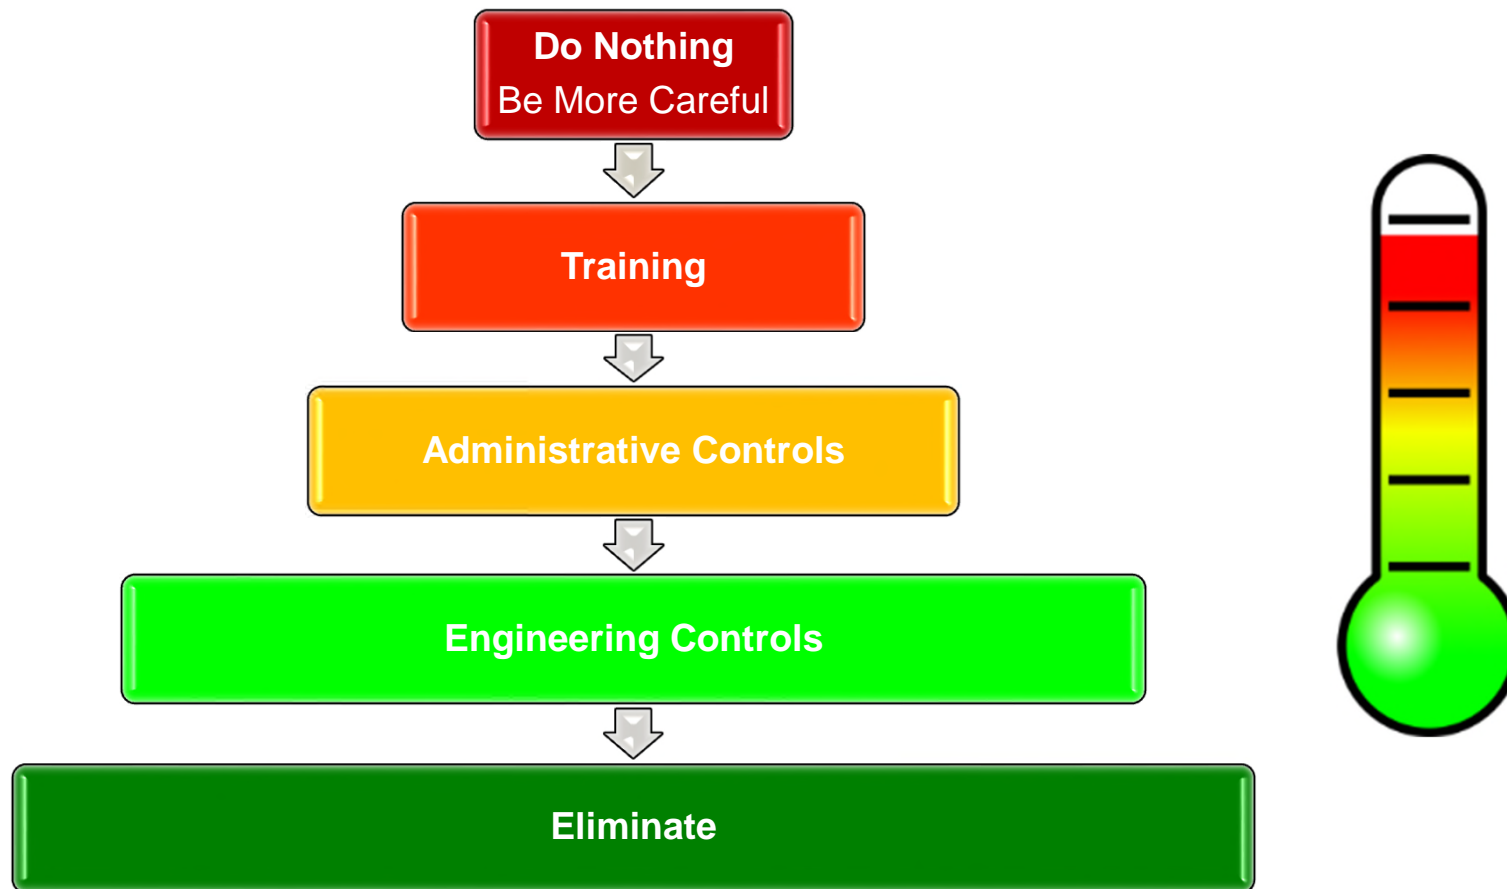 Do Nothing
Be More Careful
Training
Administrative Controls
Engineering Controls
Eliminate